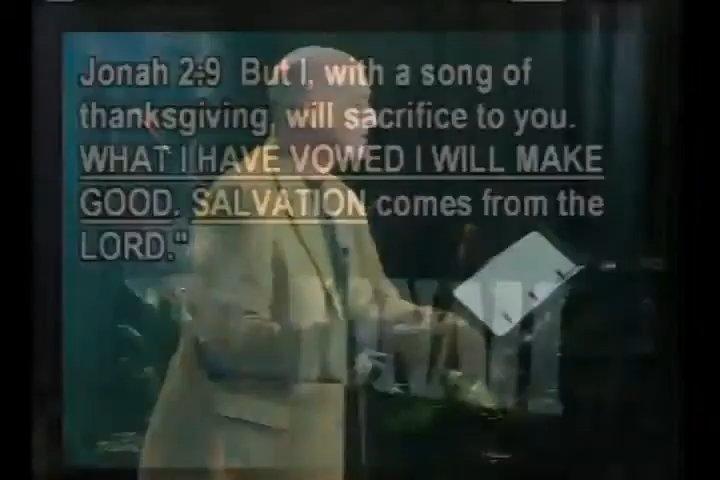 Jonah 2:9 But I, with a song of
thanksgiving, will sacrifice to you.
WHAT I HAVE VOWED I WILL MAKE
GOOD. SALVATION comes from the
LORD."
JONAH